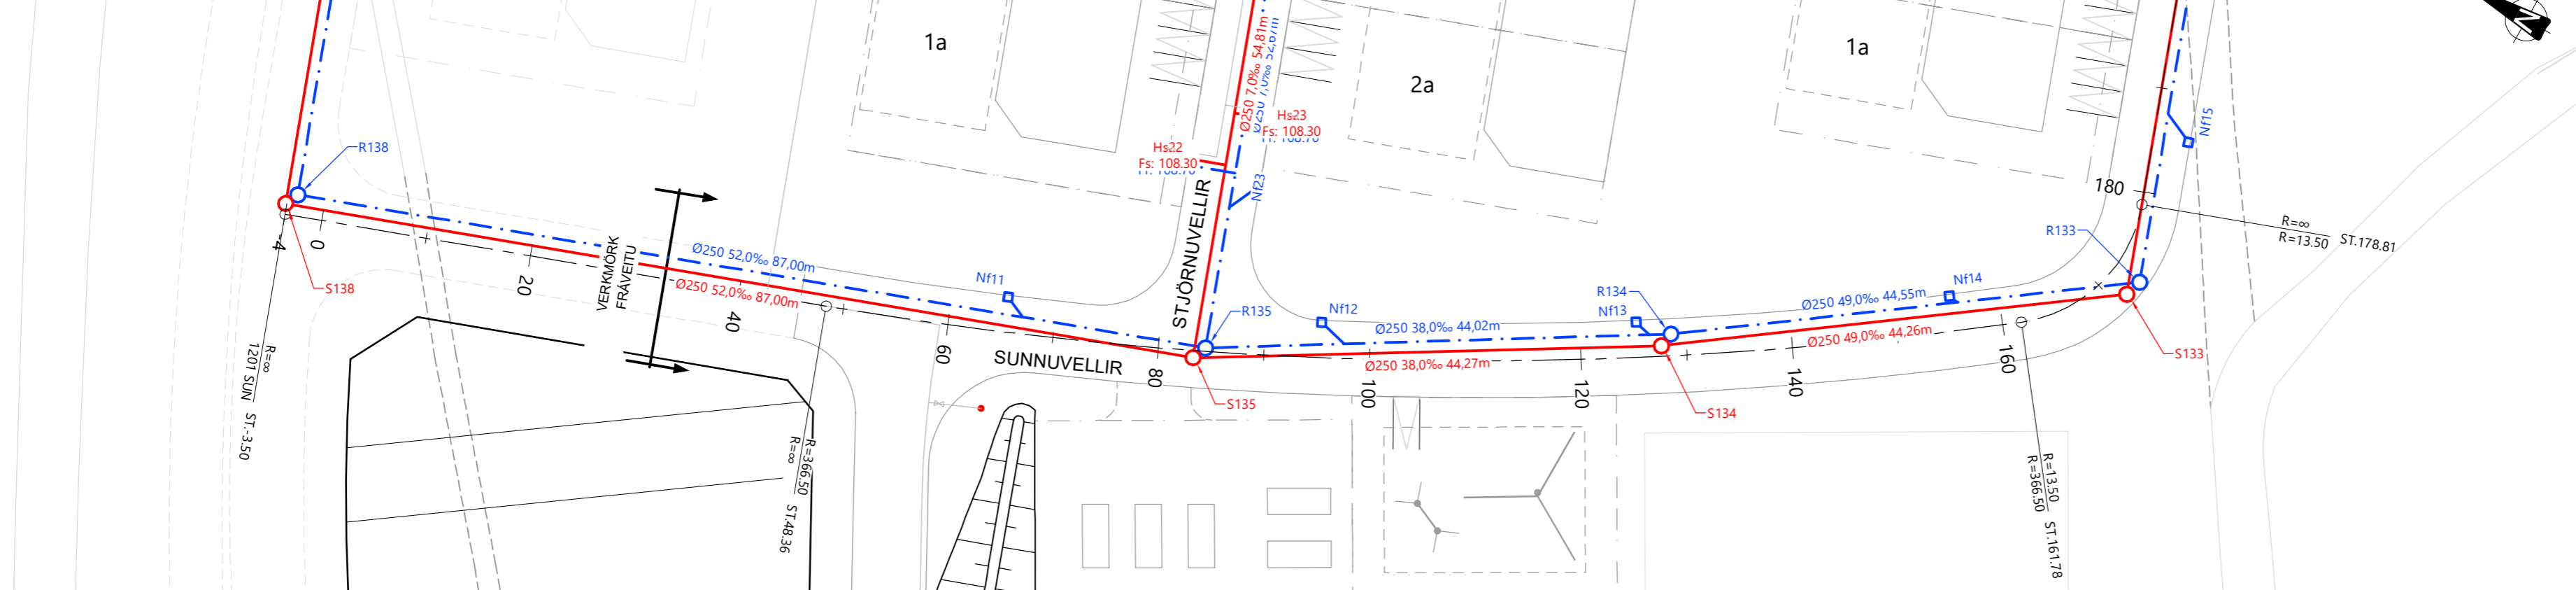 1a
2a
1a
N
Ø250 7,0‰ 54,81m
Ø250 7,0‰ 52,67m
Hs23
Fs: 108.30
Hs22
Fs: 108.30
Nf23
Nf15
R138
S138
-4
0
20
40
60
80
100
120
140
160
180
VERKMÖRK
FRÁVEITU
Ø250 52,0‰ 87,00m
Ø250 52,0‰ 87,00m
Nf11
STJÖRNUVELLIR
SUNNUVELLIR
R135
S135
Nf12
Ø250 38,0‰ 44,02m
Ø250 38,0‰ 44,27m
Nf13
R134
S134
Ø250 49,0‰ 44,55m
Ø250 49,0‰ 44,26m
Nf14
R133
S133
R=∞
R=13.50
ST.178.81
R=∞
1201 SUN ST.-3.50
R=366.50
R=∞
ST.48.36
R=13.50
R=366.50
ST.161.78